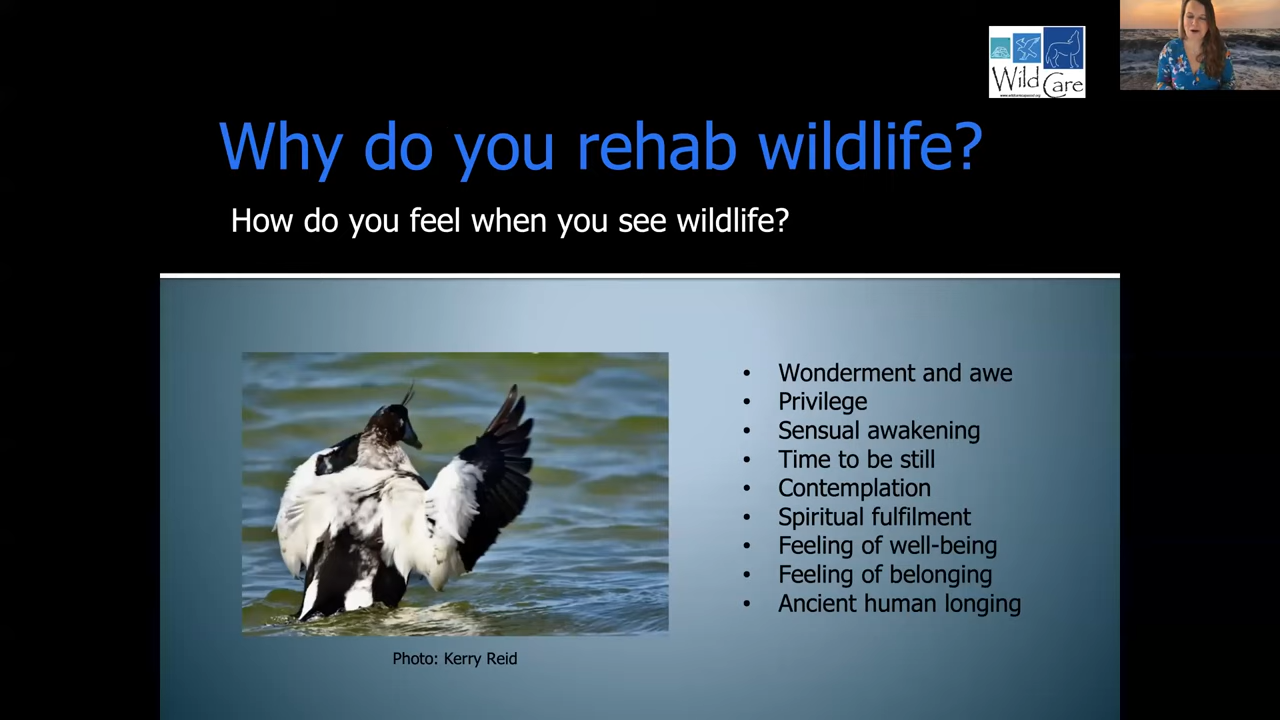 Wild Care
Why do you rehab wildlife?
How do you feel when you see wildlife?
• Wonderment and awe
• Privilege
• Sensual awakening
• Time to be still
• Contemplation
• Spiritual fulfilment
• Feeling of well-being
• Feeling of belonging
• Ancient human longing
Photo: Kerry Reid